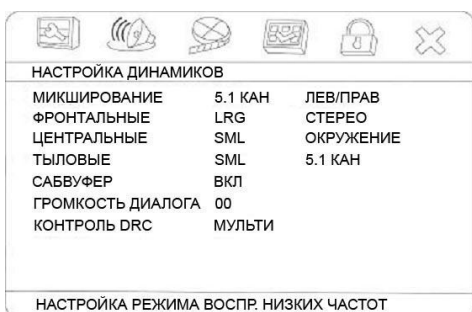 НАСТРОЙКА ДИНАМИКОВ
МИКШИРОВАНИЕ 5.1 КАН ЛЕВ/ПРАВ
ФРОНТАЛЬНЫЕ LRG СТЕРЕО
ЦЕНТРАЛЬНЫЕ SML ОКРУЖЕНИЕ
ТЫЛОВЫЕ SML 5.1 КАН
САБВУФЕР ВКЛ
ГРОМКОСТЬ ДИАЛОГА 00
КОНТРОЛЬ DRC МУЛЬТИ
НАСТРОЙКА РЕЖИМА ВОСПР. НИЗКИХ ЧАСТОТ